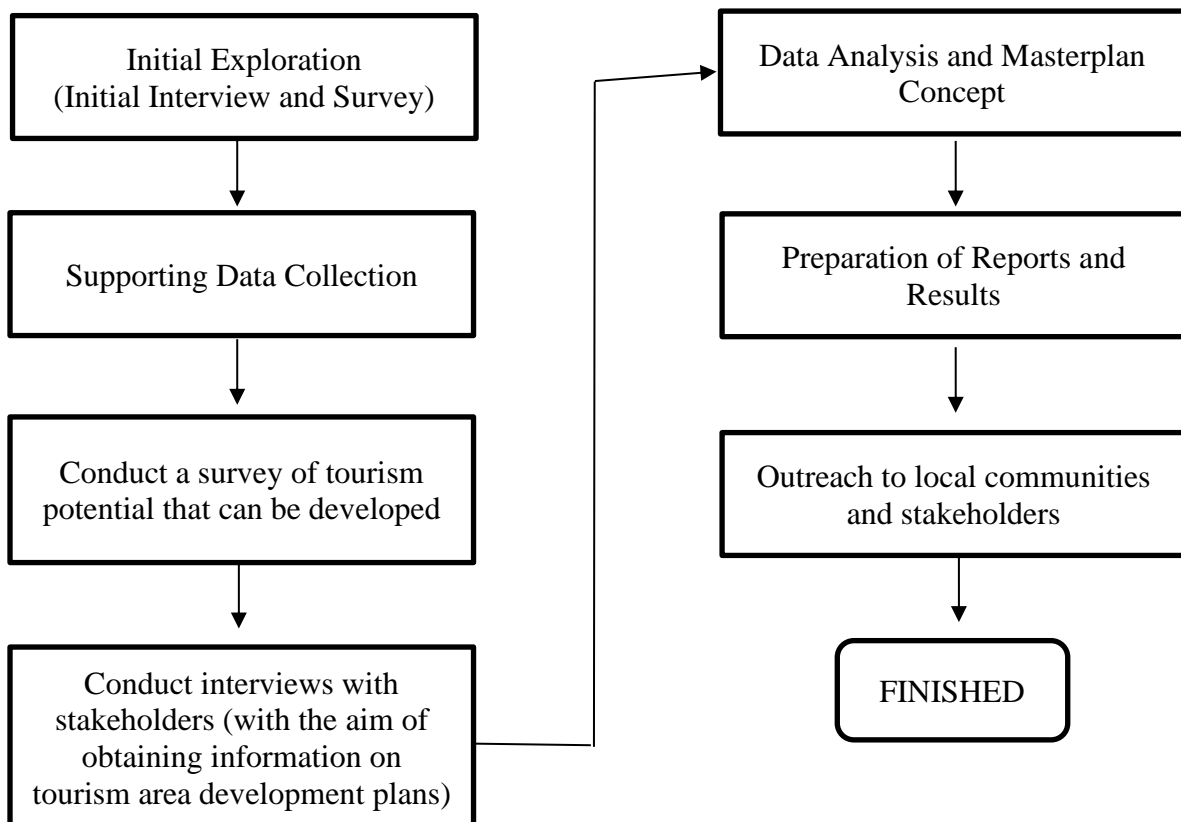 Initial Exploration
(Initial Interview and Survey)
Supporting Data Collection
Conduct a survey of tourism
potential that can be developed
Conduct interviews with
stakeholders (with the aim of
obtaining information on
tourism area development plans)
Data Analysis and Masterplan
Concept
Preparation of Reports and
Results
Outreach to local communities
and stakeholders
FINISHED